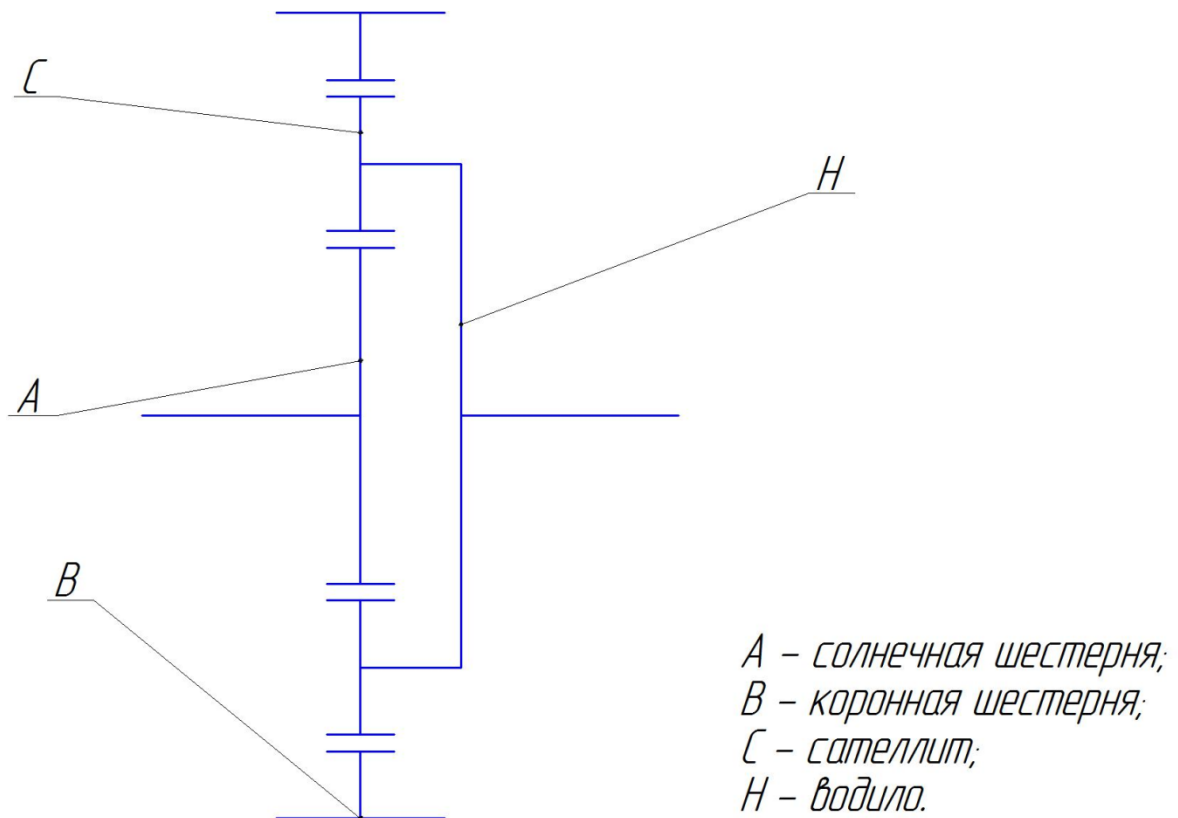 C
H
A
B
A – солнечная шестерня;
B – коронная шестерня;
C – сателлит;
H – водило.